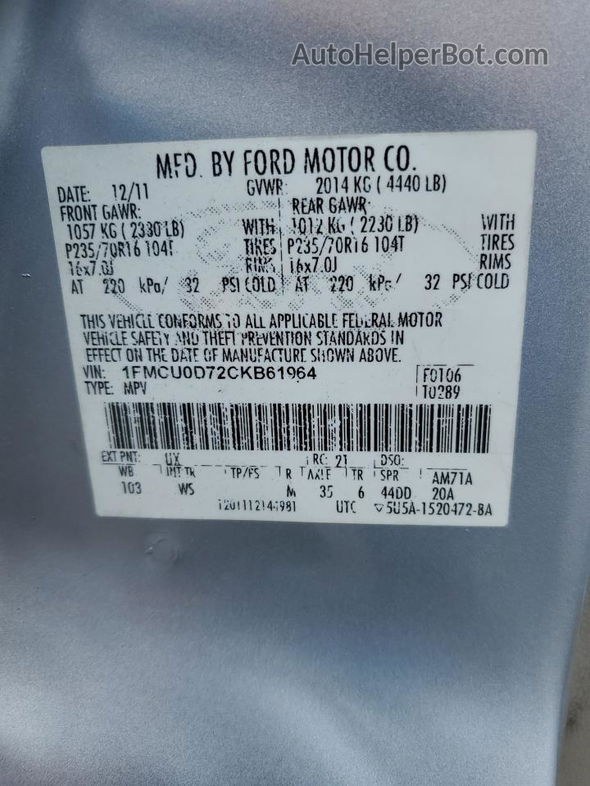 AutoHelperBot.com
MFD. BY FORD MOTOR CO.
DATE: 12/11 GVWR: 2014 KG ( 4440 LB)
FRONT GAWR: REAR GAWR:
1057 KG ( 2330 LB) WITH 1012 KG ( 2230 LB) WITH
P235/70R16 104T TIRES P235/70R16 104T TIRES
16x7.0J RIMS 16x7.0J RIMS
AT 220 kPa/ 32 PSI COLD AT 220 kPa/ 32 PSI COLD
THIS VEHICLE CONFORMS TO ALL APPLICABLE FEDERAL MOTOR
VEHICLE SAFETY AND THEFT PREVENTION STANDARDS IN
EFFECT ON THE DATE OF MANUFACTURE SHOWN ABOVE.
VIN: 1FMCU0D72CKB61964 F0106
TYPE: MPV T0289
EXT PNT: UX RC: 21 DSO:
WB INT TR TP/PS R AXLE TR SPR AM71A
103 WS M 35 6 44DD 20A
UTC ▽5U5A-1520472-8A